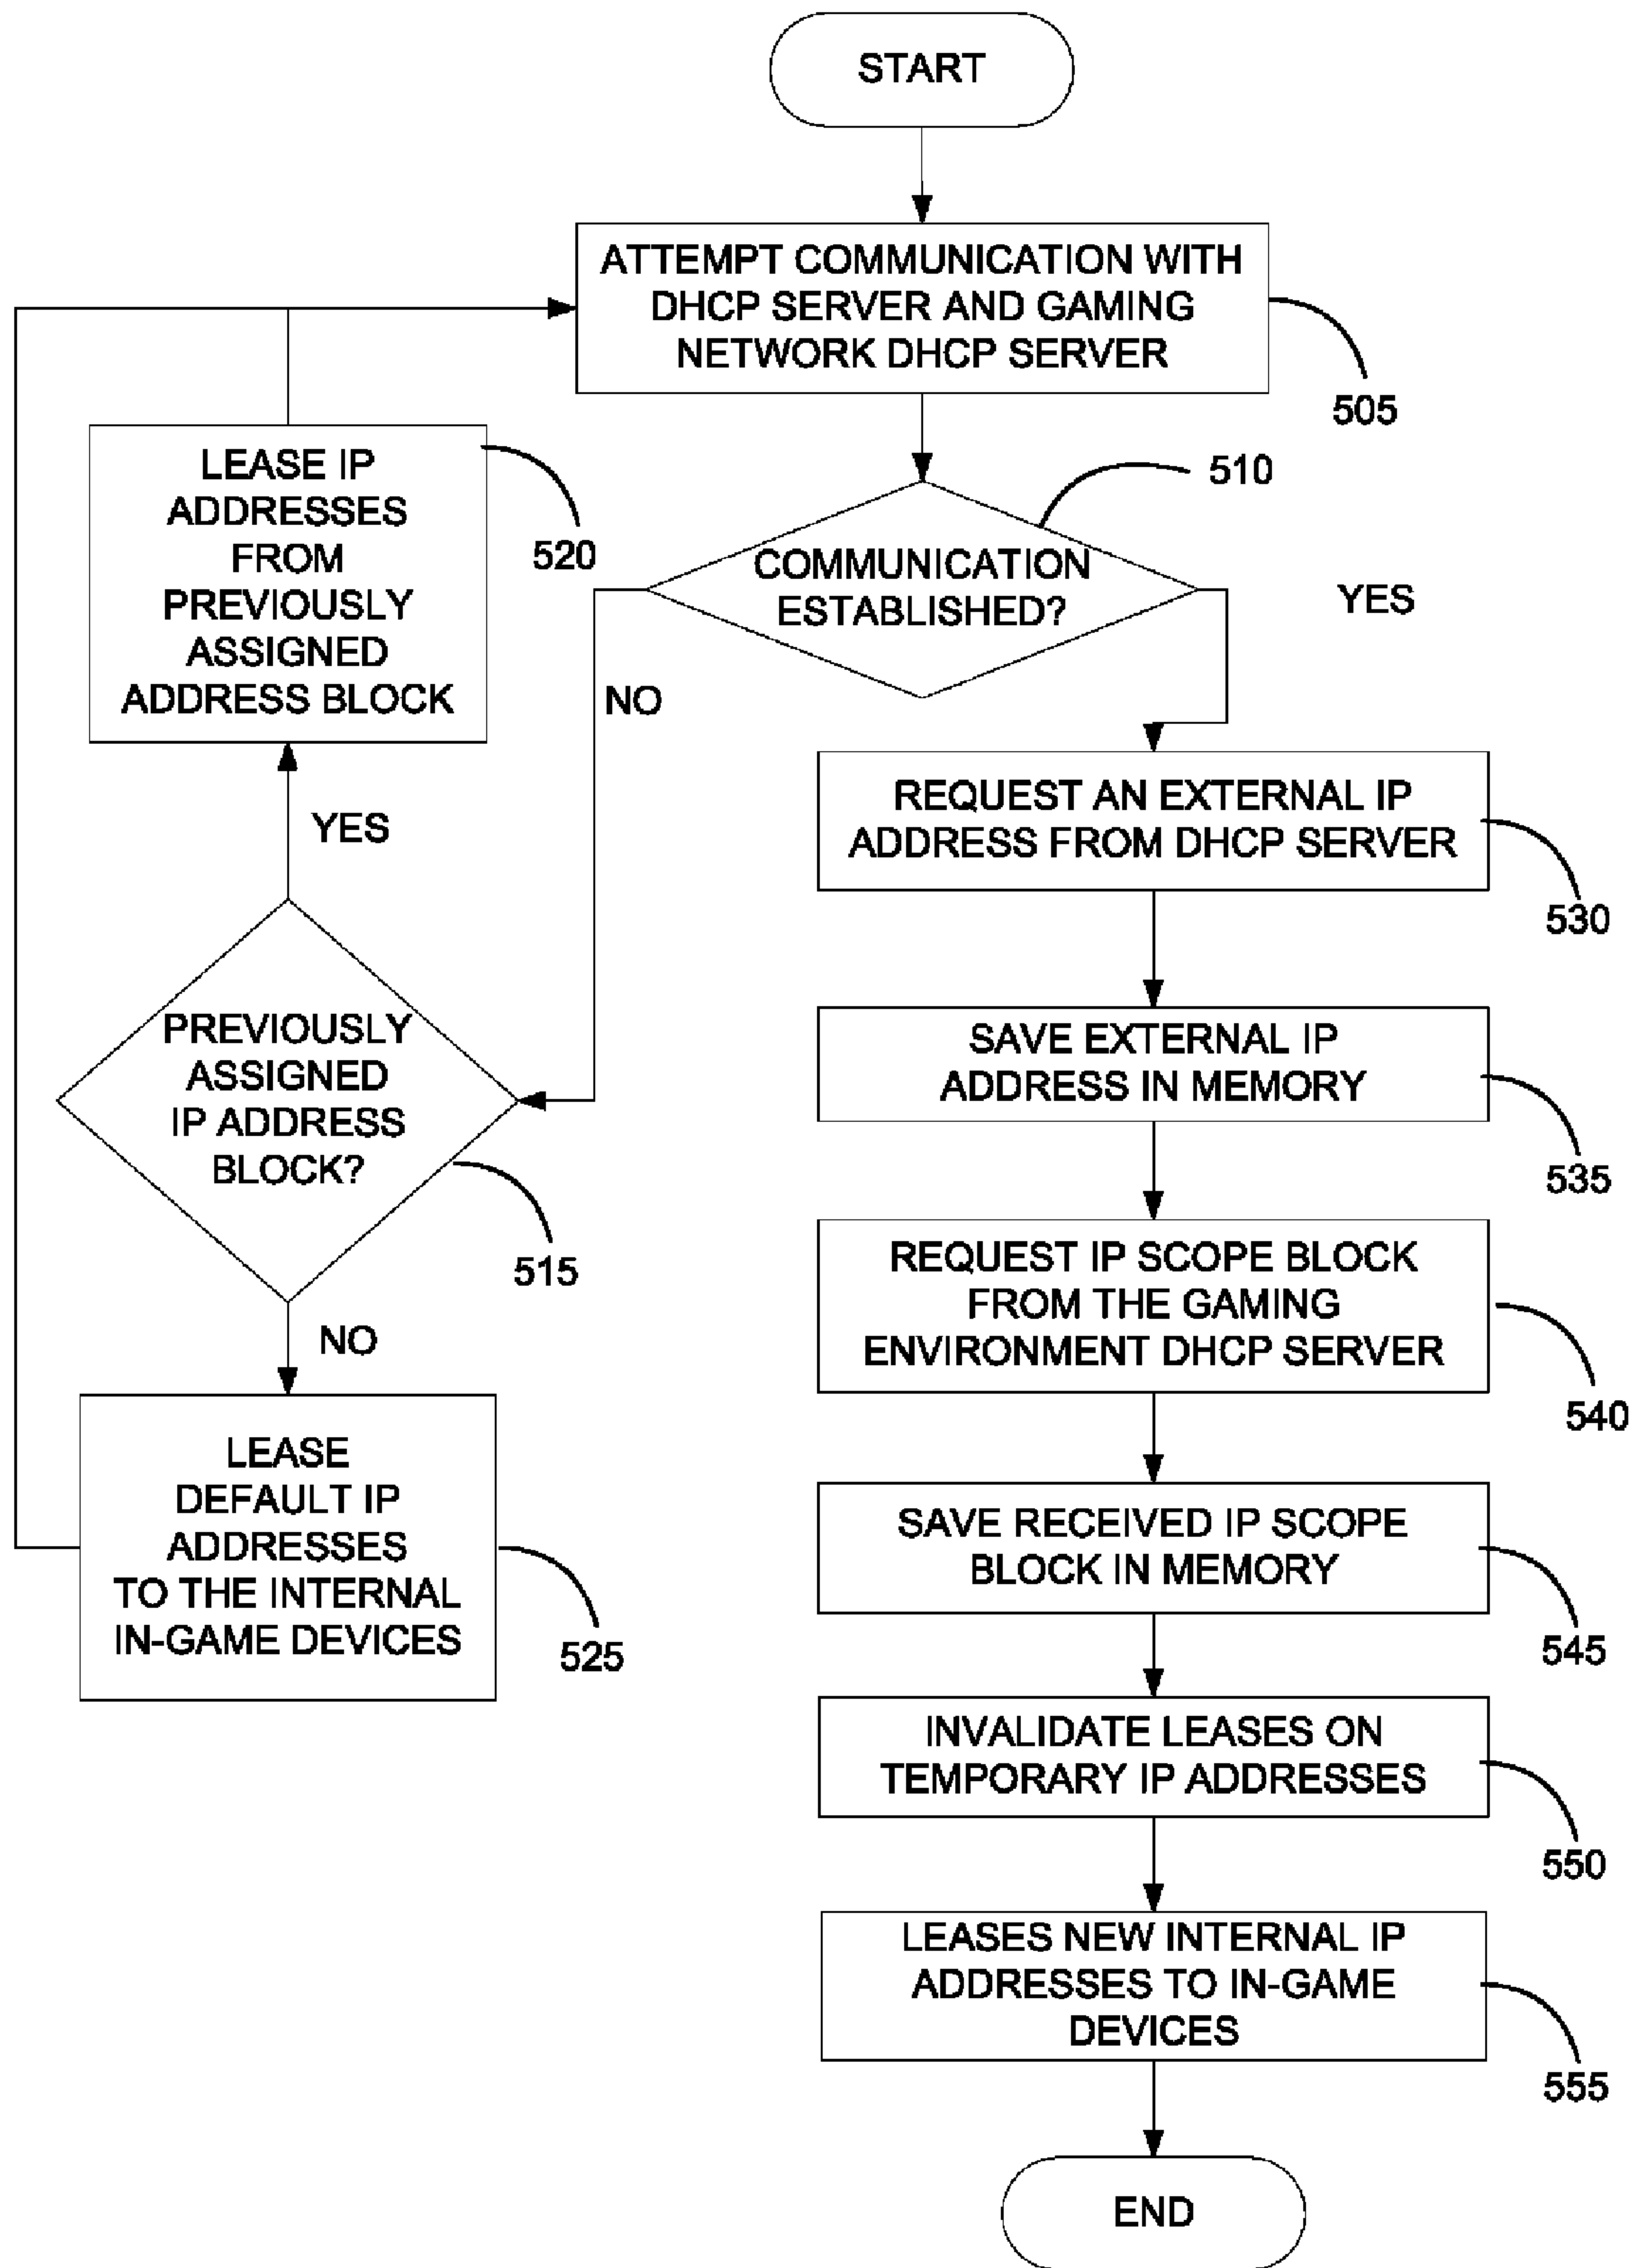 START
ATTEMPT COMMUNICATION WITH
DHCP SERVER AND GAMING
NETWORK DHCP SERVER
505
LEASE IP
ADDRESSES
FROM
PREVIOUSLY
ASSIGNED
ADDRESS BLOCK
520
510
COMMUNICATION
ESTABLISHED?
YES
NO
REQUEST AN EXTERNAL IP
ADDRESS FROM DHCP SERVER
530
YES
PREVIOUSLY
ASSIGNED
IP ADDRESS
BLOCK?
515
SAVE EXTERNAL IP
ADDRESS IN MEMORY
535
REQUEST IP SCOPE BLOCK
FROM THE GAMING
ENVIRONMENT DHCP SERVER
540
NO
LEASE
DEFAULT IP
ADDRESSES
TO THE INTERNAL
IN-GAME DEVICES
525
SAVE RECEIVED IP SCOPE
BLOCK IN MEMORY
545
INVALIDATE LEASES ON
TEMPORARY IP ADDRESSES
550
LEASES NEW INTERNAL IP
ADDRESSES TO IN-GAME
DEVICES
555
END